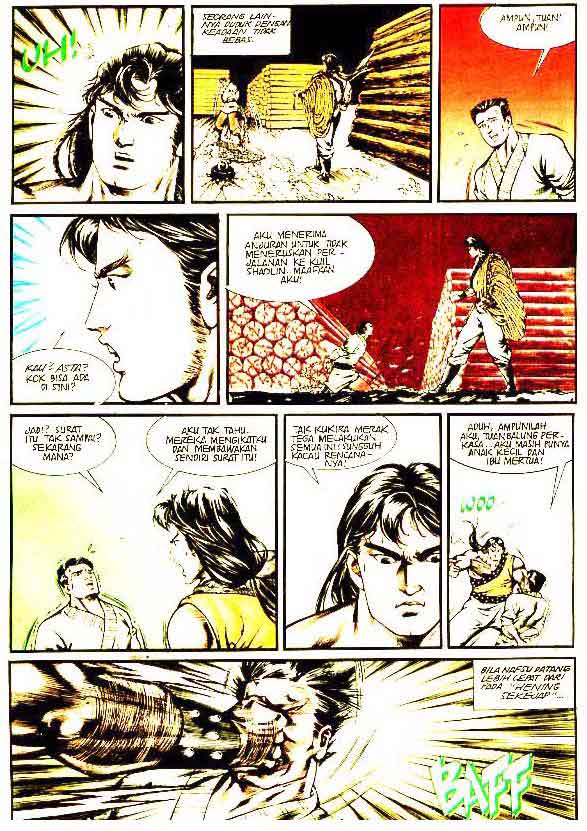 UH!
SEORANG LAIN-
NYA DUDUK DENGAN
KEADAAN TIDAK
BEBAS.
AMPUN, TUAN!
AMPUN!
KAU? ASTA?
KOK BISA ADA
DI SINI?
AKU MENERIMA
ANJURAN UNTUK TIDAK
MENERUSKAN PER-
JALANAN KE KUIL
SHAOLIN. MAAFKAN
AKU!
JADI? SURAT
ITU TAK SAMPAI?
SEKARANG
MANA?
AKU TAK TAHU.
MEREKA MENGIKATKU
DAN MEMBAWAKAN
SENDIRI SURAT ITU!
TAK KUKIRA MERAK
TEGA MELAKUKAN
SEMUA INI! SUNGGUH
KACAU RENCANA-
NYA!
ADUH, AMPUNILAH
AKU, TUAN BALUNG PER-
KASA... AKU MASIH PUNYA
ANAK KECIL DAN
IBU MERTUA!
WOO
BILA NAFSU DATANG
LEBIH CEPAT DARI
PADA "HENING
SEKEJAP"...
BAFF